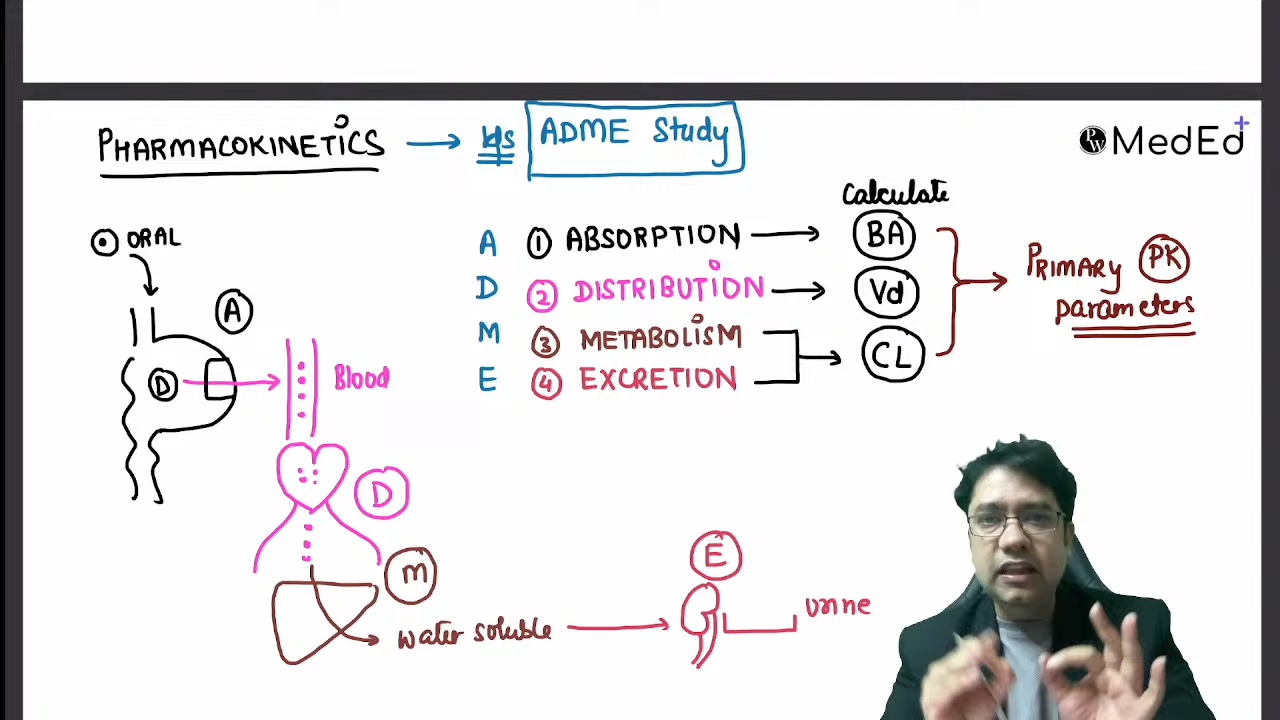 PHARMACOKINETICS → ADME Study
PW MedEd+
Calculate
A ① ABSORPTION → BA
D ② DISTRIBUTION → Vd
M ③ METABOLISM
E ④ EXCRETION → CL
PRIMARY PK
parameters
ORAL
A
D
Blood
D
M
water soluble → E
urine